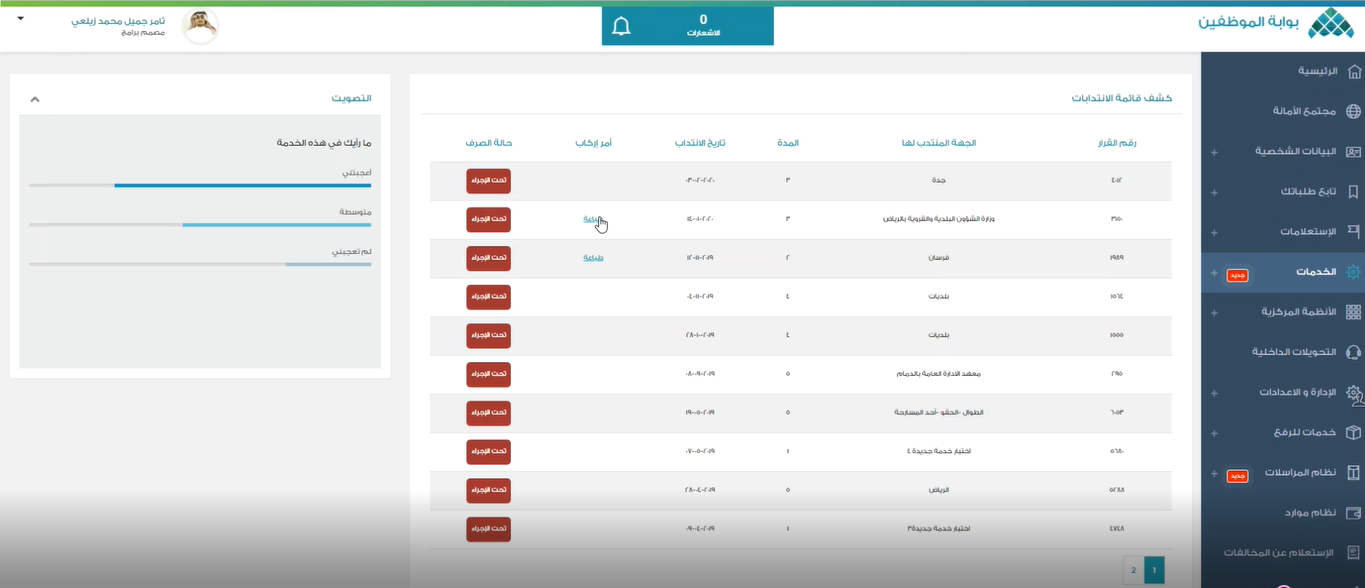 بوابة الموظفين
0
الاشعارات
ثامر جميل محمد زيلعي
مصمم برامج
الرئيسية
مجتمع الأمانة
البيانات الشخصية
تابع طلباتك
الإستعلامات
الخدمات
جديد
الأنظمة المركزية
التحويلات الداخلية
الإدارة و الاعدادات
خدمات للرفع
نظام المراسلات
جديد
نظام موارد
الإستعلام عن المخالفات
كشف قائمة الانتدابات
رقم القرار الجهة المنتدب لها المدة تاريخ الانتداب أمر إركاب حالة الصرف
٤٠١٢ جدة ٣ ٠٣-٠٢-٢٠٢٠ تحت الإجراء
٣١٥٠ وزارة الشؤون البلدية والقروية بالرياض ٣ ١٤-٠١-٢٠٢٠ طباعة تحت الإجراء
١٩٨٩ فرسان ٢ ١٢-١١-٢٠١٩ طباعة تحت الإجراء
١٥٦٤ بلديات ٤ ٠٤-١١-٢٠١٩ تحت الإجراء
١٥٥٥ بلديات ٤ ٢٨-١٠-٢٠١٩ تحت الإجراء
٢٩٥ معهد الادارة العامة بالدمام ٥ ٠٨-٠٩-٢٠١٩ تحت الإجراء
٦٠٥٣ الطوال -الحقو -أحد المسارحة ٥ ١٩-٠٥-٢٠١٩ تحت الإجراء
٥٦٨٠ اختبار خدمة جديدة ٤ ١ ٠٧-٠٥-٢٠١٩ تحت الإجراء
٥٢٨٨ الرياض ٥ ٢٨-٠٤-٢٠١٩ تحت الإجراء
٤٧٤٨ اختبار خدمة جديدة٣ ١ ٠٩-٠٤-٢٠١٩ تحت الإجراء
1 2
التصويت
ما رأيك في هذه الخدمة
أعجبتني
متوسطة
لم تعجبني